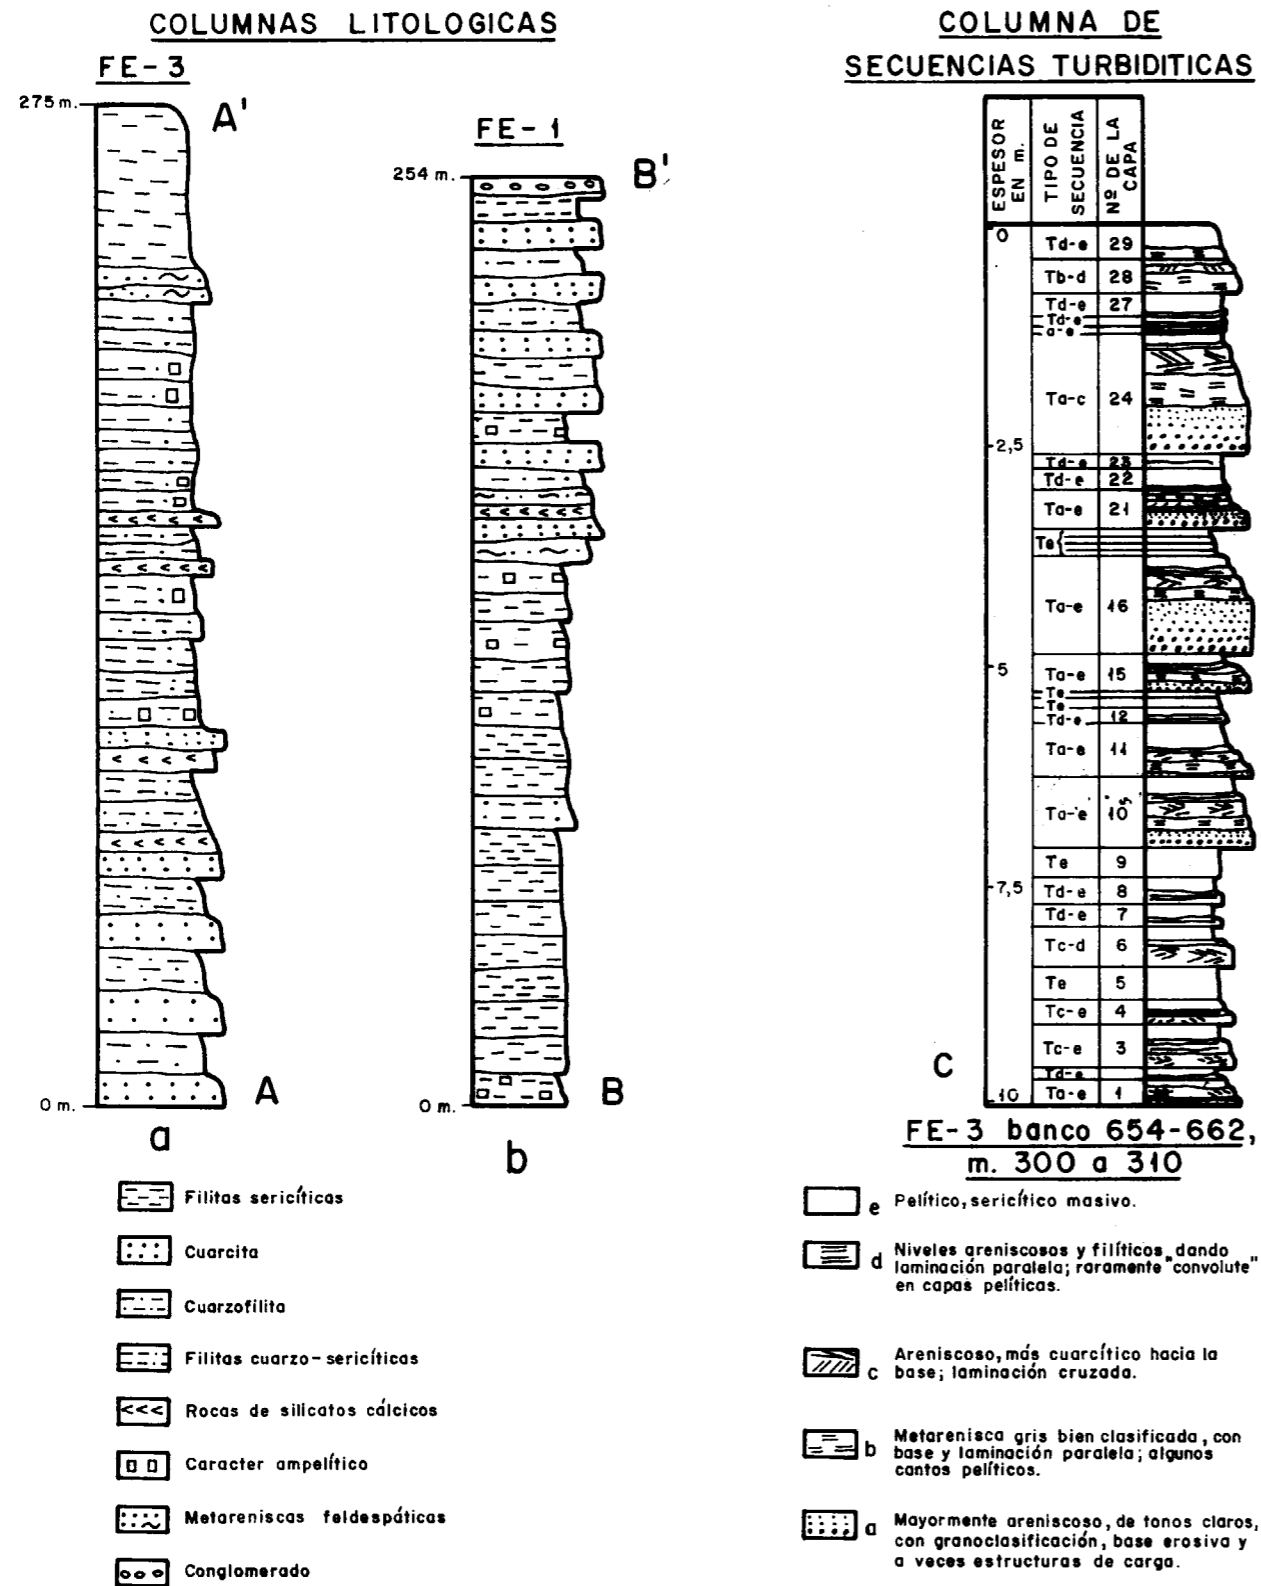 COLUMNAS LITOLOGICAS
FE-3
275 m.
A'
A
0 m.
a
FE-1
254 m.
B'
B
0 m.
b
Filitas sericíticas
Cuarcita
Cuarzofilita
Filitas cuarzo-sericíticas
Rocas de silicatos cálcicos
Caracter ampelítico
Metareniscas feldespáticas
Conglomerado
COLUMNA DE
SECUENCIAS TURBIDITICAS
ESPESOR EN m.
TIPO DE SECUENCIA
Nº DE LA CAPA
0
Td-e 29
Tb-d 28
Td-e 27
Td-e
a-e
Ta-c 24
2,5
Td-e 23
Td-e 22
Ta-e 21
Te{
Ta-e 16
5
Ta-e 15
Te
Te
Td-e 12
Ta-e 11
Ta-e 10
Te 9
7,5
Td-e 8
Td-e 7
Tc-d 6
Te 5
Tc-e 4
Tc-e 3
Td-e
Ta-e 1
10
C
FE-3 banco 654-662,
m. 300 a 310
e Pelítico, sericítico masivo.
d Niveles areniscosos y filíticos dando
laminación paralela; raramente "convolute"
en capas pelíticas.
c Areniscoso, más cuarcítico hacia la
base; laminación cruzada.
b Metarenisca gris bien clasificada, con
base y laminación paralela; algunos
cantos pelíticos.
a Mayormente areniscoso, de tonos claros,
con granoclasificación, base erosiva y
a veces estructuras de carga.